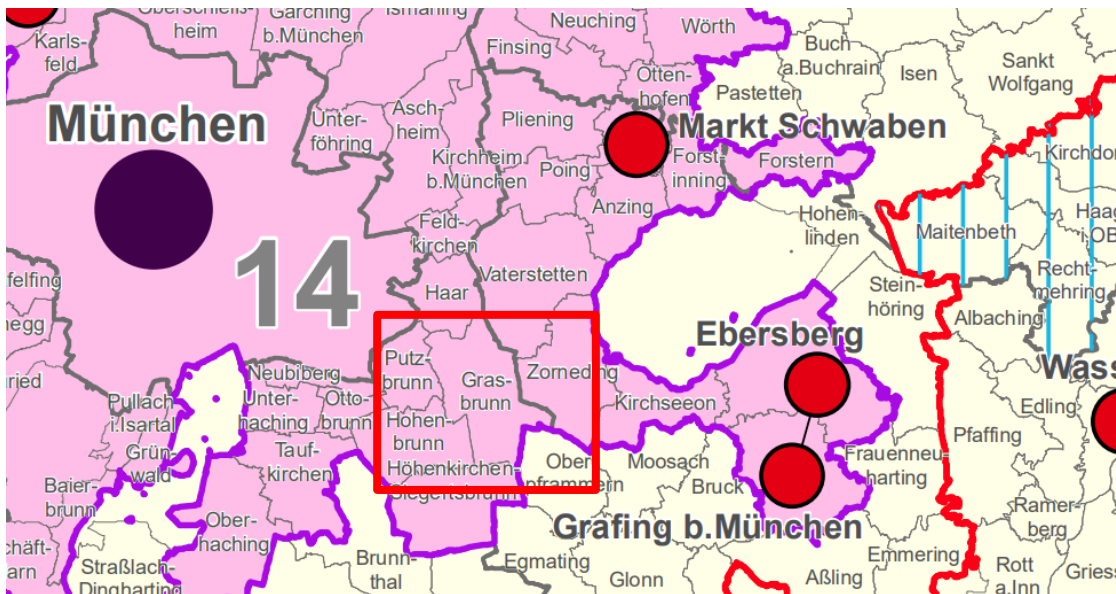 Oberschleiß-
heim
Garching
b.München
Ismaning
Neuching
Wörth
Karls-
feld
Finsing
Otten-
hofen
Buch
a.Buchrain
Isen
Sankt
Wolfgang
Pastetten
München
Unter-
föhring
Asch-
heim
Pliening
Markt Schwaben
Kirchheim
b.München
Poing
Forst-
inning
Forstern
Kirchdor
Anzing
Hohen-
linden
Maitenbeth
Haag
i.OB
Feld-
kirchen
14
Vaterstetten
Haar
Stein-
höring
Recht-
mehring
Albaching
Ebersberg
Wass
Putz-
brunn
Gras-
brunn
Zorneding
Neubiberg
Kirchseeon
Pullach
i.Isartal
Unter-
haching
Otto-
brunn
Hohen-
brunn
Edling
Pfaffing
Grün-
wald
Tauf-
kirchen
Höhenkirchen-
Siegertsbrunn
Ober-
pframmern
Moosach
Bruck
Frauenneu-
harting
Baier-
brunn
Ober-
haching
Grafing b.München
Ramer-
berg
Straßlach-
Dingharting
Brunn-
thal
Egmating
Glonn
Aßling
Emmering
Rott
a.Inn
Griess